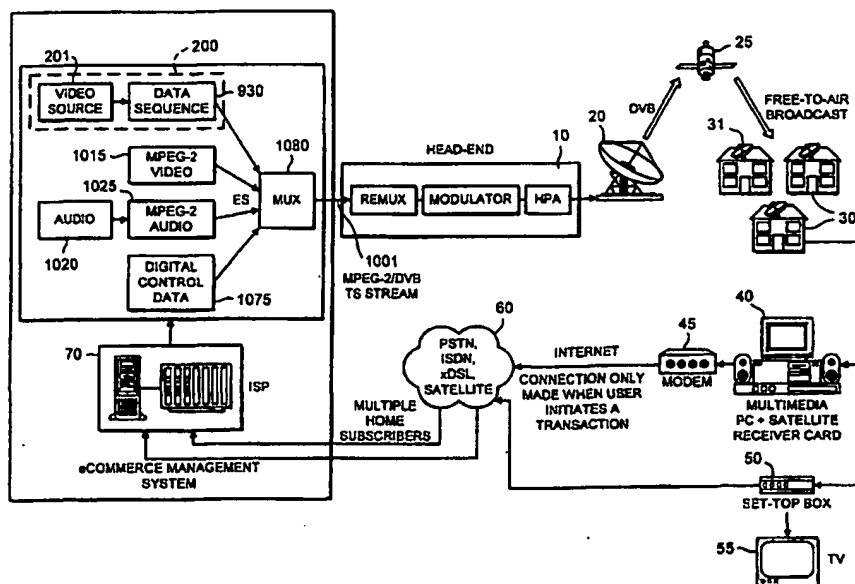 201
200
VIDEO
SOURCE
DATA
SEQUENCE
930
1015
MPEG-2
VIDEO
1080
1025
ES
MUX
AUDIO
MPEG-2
AUDIO
1020
DIGITAL
CONTROL
DATA
1075
70
ISP
eCOMMERCE MANAGEMENT
SYSTEM
HEAD-END
10
REMUX
MODULATOR
HPA
1001
MPEG-2/DVB
TS STREAM
20
DVB
25
FREE-TO-AIR
BROADCAST
31
30
60
PSTN,
ISDN,
xDSL,
SATELLITE
MULTIPLE
HOME
SUBSCRIBERS
INTERNET
CONNECTION ONLY
MADE WHEN USER
INITIATES A
TRANSACTION
45
MODEM
40
MULTIMEDIA
PC + SATELLITE
RECEIVER CARD
50
SET-TOP BOX
55
TV